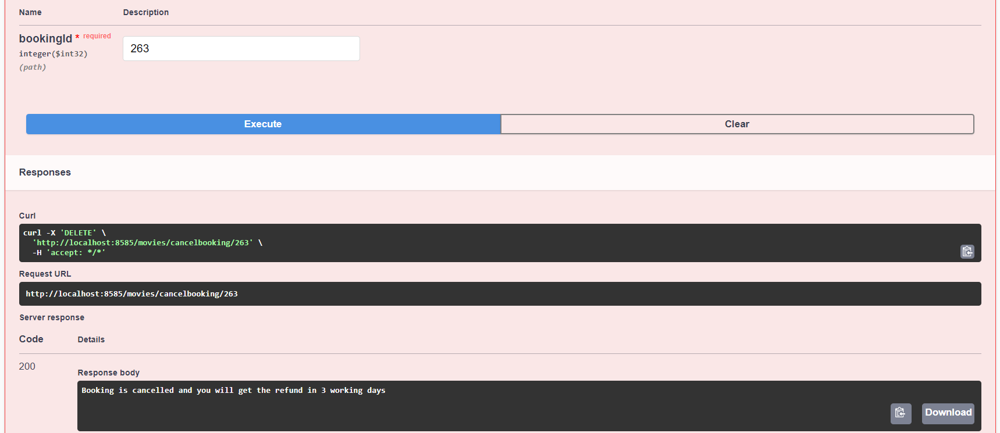 Name Description
bookingId * required
263
integer($int32)
(path)
Execute Clear
Responses
Curl
curl -X 'DELETE' \
'http://localhost:8585/movies/cancelbooking/263' \
-H 'accept: */*'
Request URL
http://localhost:8585/movies/cancelbooking/263
Server response
Code Details
200
Response body
Booking is cancelled and you will get the refund in 3 working days
Download